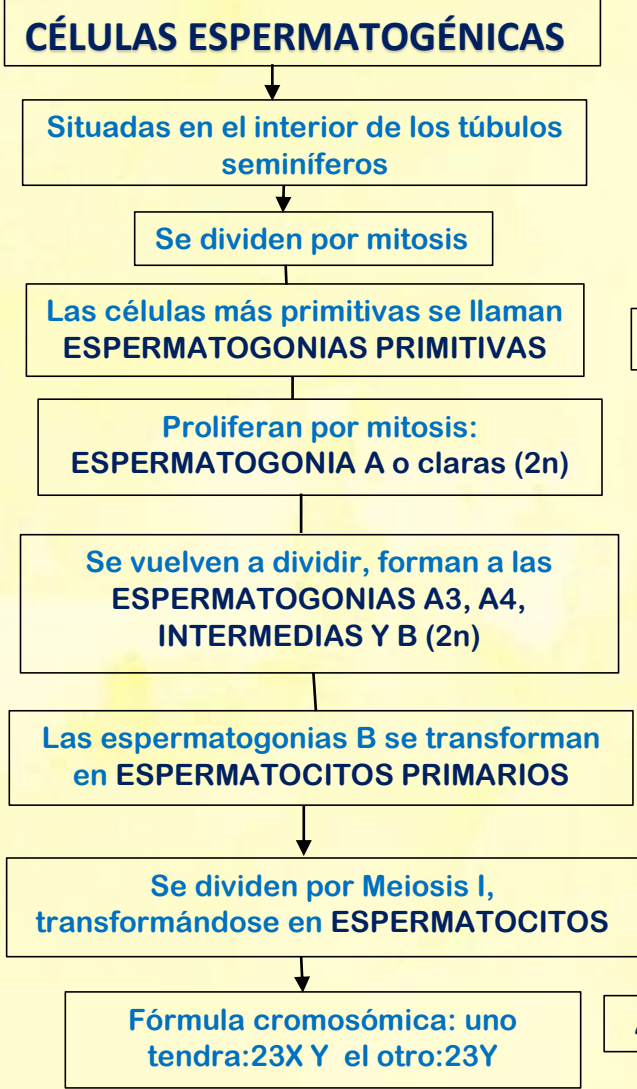 CÉLULAS ESPERMATOGÉNICAS
Situadas en el interior de los túbulos
seminíferos
Se dividen por mitosis
Las células más primitivas se llaman
ESPERMATOGONIAS PRIMITIVAS
Proliferan por mitosis:
ESPERMATOGONIA A o claras (2n)
Se vuelven a dividir, forman a las
ESPERMATOGONIAS A3, A4,
INTERMEDIAS Y B (2n)
Las espermatogonias B se transforman
en ESPERMATOCITOS PRIMARIOS
Se dividen por Meiosis I,
transformándose en ESPERMATOCITOS
Fórmula cromosómica: uno
tendra:23X Y el otro:23Y